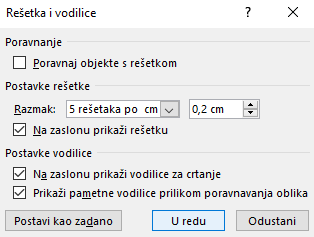 Rešetka i vodilice
Poravnanje
Poravnaj objekte s rešetkom
Postavke rešetke
Razmak: 5 rešetaka po cm 0,2 cm
Na zaslonu prikaži rešetku
Postavke vodilice
Na zaslonu prikaži vodilice za crtanje
Prikaži pametne vodilice prilikom poravnavanja oblika
Postavi kao zadano U redu Odustani